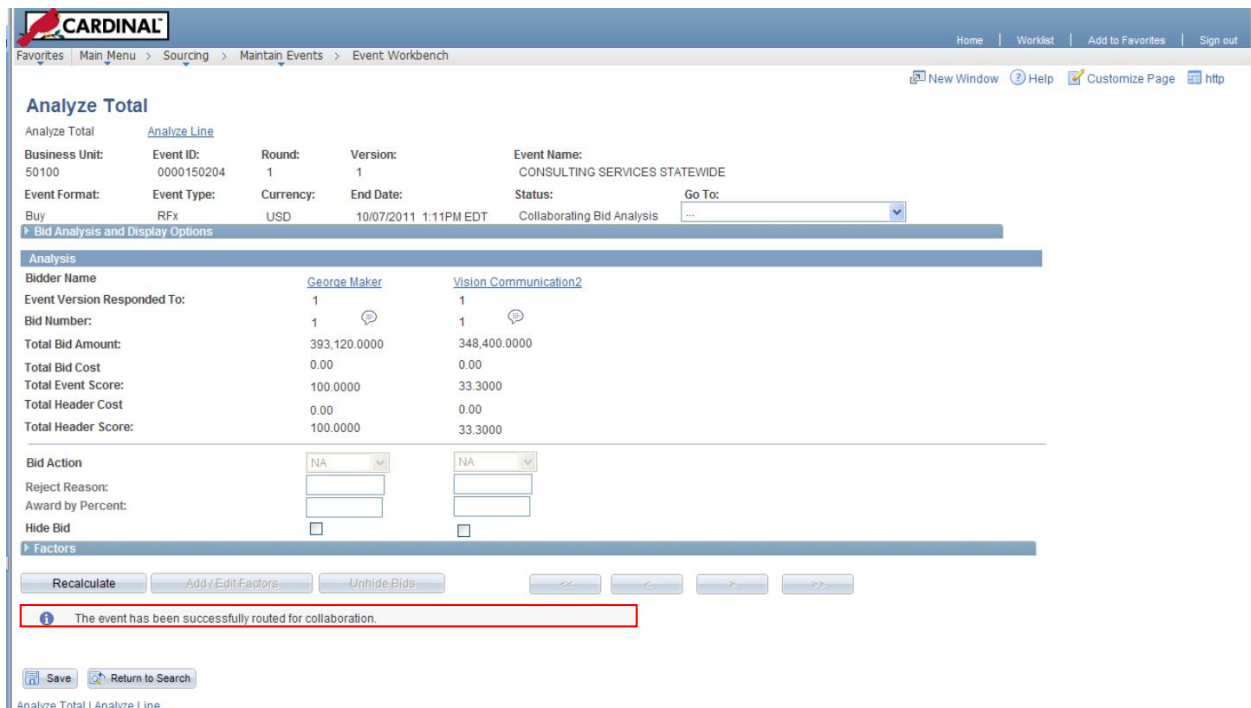 CARDINAL
Home | Worklist | Add to Favorites | Sign out
Favorites | Main Menu > Sourcing > Maintain Events > Event Workbench
New Window Help Customize Page http
Analyze Total
Analyze Total Analyze Line
Business Unit: Event ID: Round: Version: Event Name:
50100 0000150204 1 1 CONSULTING SERVICES STATEWIDE
Event Format: Event Type: Currency: End Date: Status: Go To:
Buy RFx USD 10/07/2011 1:11PM EDT Collaborating Bid Analysis ...
Bid Analysis and Display Options
Analysis
Bidder Name George Maker Vision Communication2
Event Version Responded To: 1 1
Bid Number: 1 1
Total Bid Amount: 393,120.0000 348,400.0000
Total Bid Cost 0.00 0.00
Total Event Score: 100.0000 33.3000
Total Header Cost 0.00 0.00
Total Header Score: 100.0000 33.3000
Bid Action NA NA
Reject Reason:
Award by Percent:
Hide Bid
Factors
Recalculate Add / Edit Factors Unhide Bids << < > >>
The event has been successfully routed for collaboration.
Save Return to Search
Analyze Total | Analyze Line